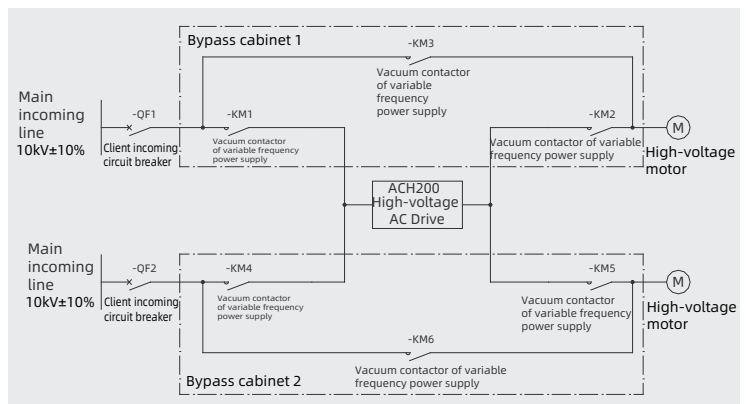 Bypass cabinet 1
-KM3
Vacuum contactor
of variable
frequency
power supply
Main
incoming
line
10kV±10%
-QF1
Client incoming
circuit breaker
-KM1
Vacuum contactor
of variable frequency
power supply
-KM2
Vacuum contactor of variable
frequency power supply
M
High-voltage
motor
ACH200
High-voltage
AC Drive
Main
incoming
line
10kV±10%
-QF2
Client incoming
circuit breaker
-KM4
Vacuum contactor
of variable frequency
power supply
-KM5
Vacuum contactor
of variable frequency
power supply
M
High-voltage
motor
-KM6
Vacuum contactor of variable
frequency power supply
Bypass cabinet 2